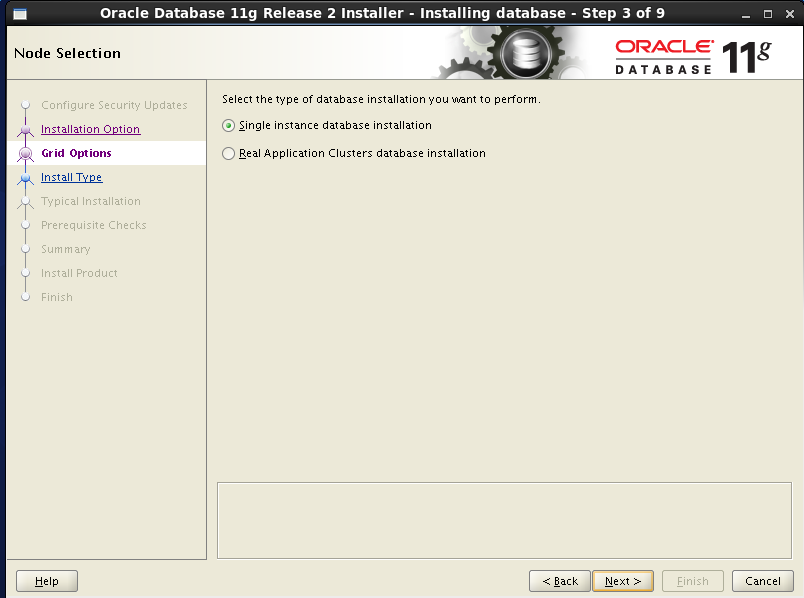 Oracle Database 11g Release 2 Installer - Installing database - Step 3 of 9
Node Selection
ORACLE
DATABASE
11g
Configure Security Updates
Installation Option
Grid Options
Install Type
Typical Installation
Prerequisite Checks
Summary
Install Product
Finish
Select the type of database installation you want to perform.
Single instance database installation
Real Application Clusters database installation
Help
< Back
Next >
Finish
Cancel